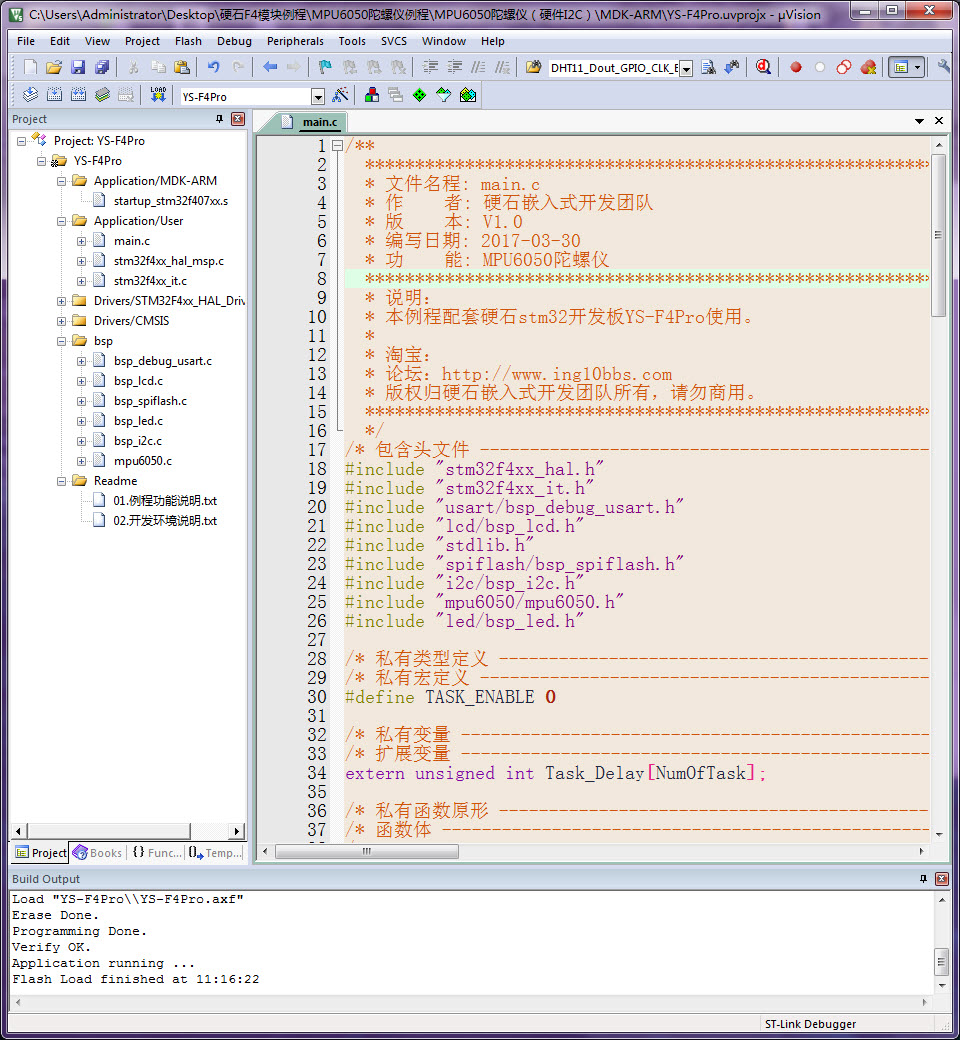 C:\Users\Administrator\Desktop\硬石F4模块例程\MPU6050陀螺仪例程\MPU6050陀螺仪（硬件I2C）\MDK-ARM\YS-F4Pro.uvprojx - µVision
File Edit View Project Flash Debug Peripherals Tools SVCS Window Help
DHT11_Dout_GPIO_CLK_E
LOAD YS-F4Pro
Project
main.c
Project: YS-F4Pro
YS-F4Pro
Application/MDK-ARM
startup_stm32f407xx.s
Application/User
main.c
stm32f4xx_hal_msp.c
stm32f4xx_it.c
Drivers/STM32F4xx_HAL_Driv
Drivers/CMSIS
bsp
bsp_debug_usart.c
bsp_lcd.c
bsp_spiflash.c
bsp_led.c
bsp_i2c.c
mpu6050.c
Readme
01.例程功能说明.txt
02.开发环境说明.txt
Project Books {} Func... Temp...
1 /**
2 **********************************************************
3 * 文件名程: main.c
4 * 作 者: 硬石嵌入式开发团队
5 * 版 本: V1.0
6 * 编写日期: 2017-03-30
7 * 功 能: MPU6050陀螺仪
8 **********************************************************
9 * 说明：
10 * 本例程配套硬石stm32开发板YS-F4Pro使用。
11 *
12 * 淘宝：
13 * 论坛：http://www.ing10bbs.com
14 * 版权归硬石嵌入式开发团队所有，请勿商用。
15 **********************************************************
16 */
17 /* 包含头文件 ---------------------------------------------
18 #include "stm32f4xx_hal.h"
19 #include "stm32f4xx_it.h"
20 #include "usart/bsp_debug_usart.h"
21 #include "lcd/bsp_lcd.h"
22 #include "stdlib.h"
23 #include "spiflash/bsp_spiflash.h"
24 #include "i2c/bsp_i2c.h"
25 #include "mpu6050/mpu6050.h"
26 #include "led/bsp_led.h"
27
28 /* 私有类型定义 -------------------------------------------
29 /* 私有宏定义 ---------------------------------------------
30 #define TASK_ENABLE 0
31
32 /* 私有变量 -----------------------------------------------
33 /* 扩展变量 -----------------------------------------------
34 extern unsigned int Task_Delay[NumOfTask];
35
36 /* 私有函数原形 -------------------------------------------
37 /* 函数体 -------------------------------------------------
Build Output
Load "YS-F4Pro\\YS-F4Pro.axf"
Erase Done.
Programming Done.
Verify OK.
Application running ...
Flash Load finished at 11:16:22
ST-Link Debugger